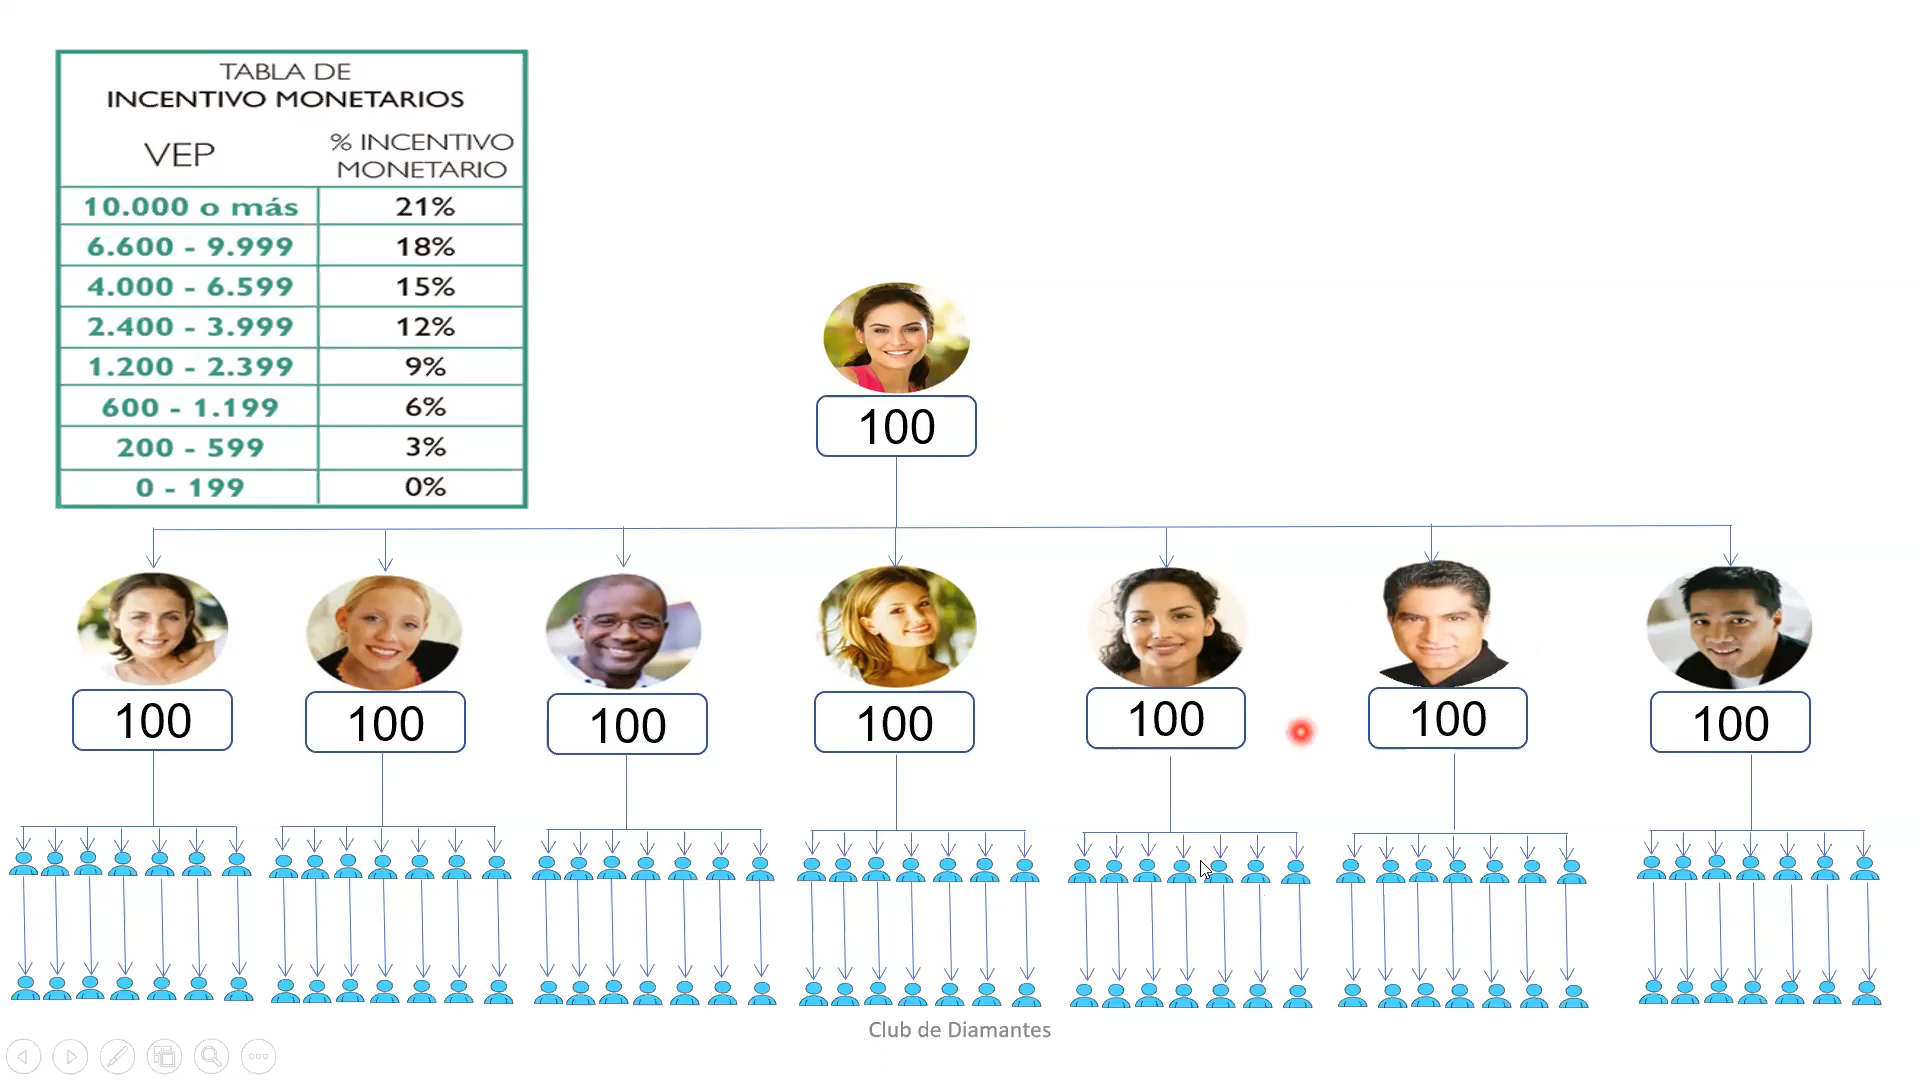 TABLA DE
INCENTIVO MONETARIOS
VEP
% INCENTIVO
MONETARIO
10.000 o más 21%
6.600 - 9.999 18%
4.000 - 6.599 15%
2.400 - 3.999 12%
1.200 - 2.399 9%
600 - 1.199 6%
200 - 599 3%
0 - 199 0%
100
100 100 100 100 100 100 100
Club de Diamantes